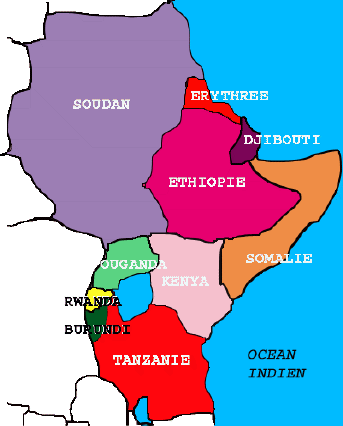 ERYTHREE
SOUDAN
DJIBOUTI
ETHIOPIE
SOMALIE
OUGANDA
KENYA
RWANDA
BURUNDI
TANZANIE
OCEAN
INDIEN